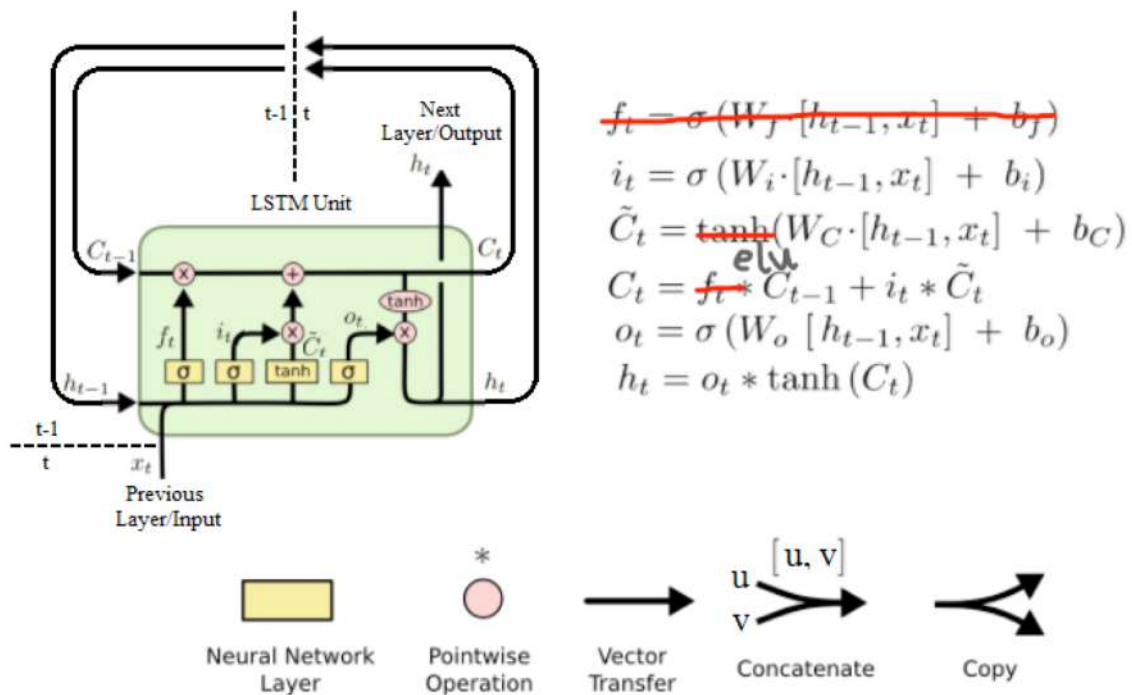 t-1 t
Next
Layer/Output
h_t
LSTM Unit
C_{t-1}
C_t
x
+
tanh
f_t
i_t
x
C̃_t
o_t
x
σ
σ
tanh
σ
h_{t-1}
h_t
t-1
t
x_t
Previous
Layer/Input
f_t = σ (W_f · [h_{t-1}, x_t] + b_f)
i_t = σ (W_i · [h_{t-1}, x_t] + b_i)
C̃_t = tanh(W_C · [h_{t-1}, x_t] + b_C)
elu
C_t = f_t * C_{t-1} + i_t * C̃_t
o_t = σ (W_o [h_{t-1}, x_t] + b_o)
h_t = o_t * tanh (C_t)
*
u
v
[u, v]
Neural Network
Layer
Pointwise
Operation
Vector
Transfer
Concatenate
Copy